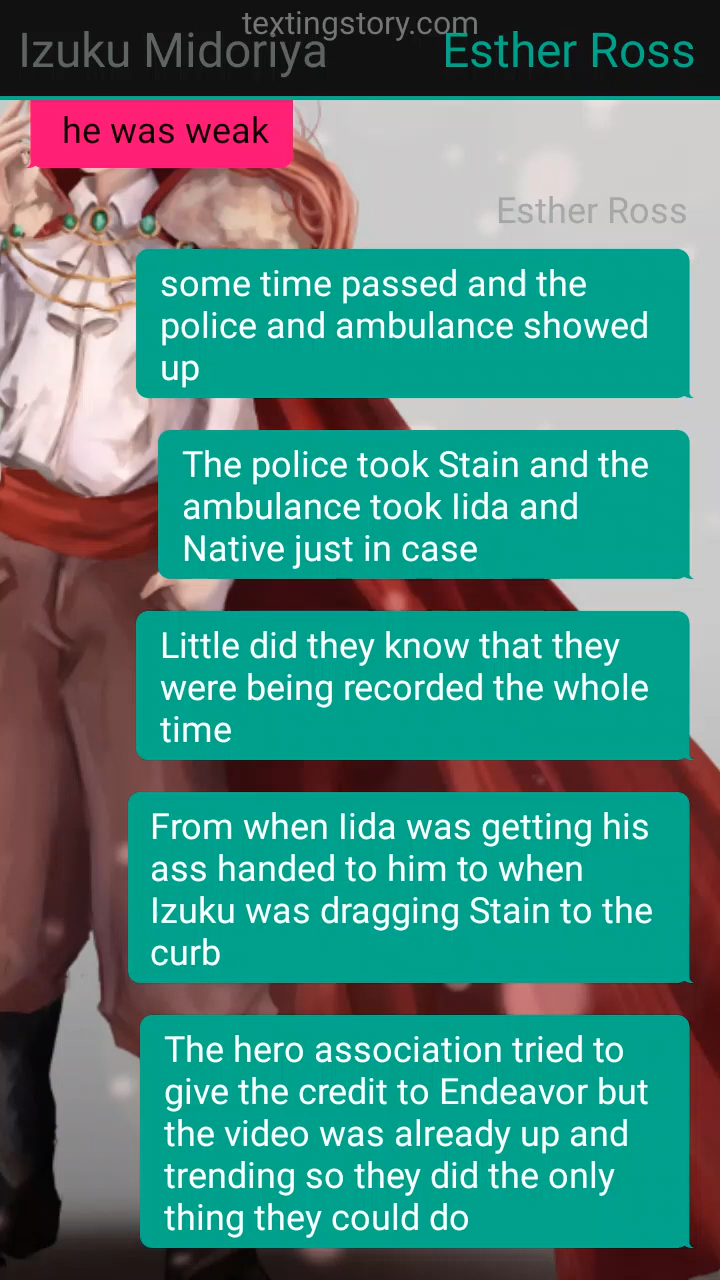 textingstory.com
Izuku Midoriya
Esther Ross
he was weak
Esther Ross
some time passed and the
police and ambulance showed
up
The police took Stain and the
ambulance took Iida and
Native just in case
Little did they know that they
were being recorded the whole
time
From when Iida was getting his
ass handed to him to when
Izuku was dragging Stain to the
curb
The hero association tried to
give the credit to Endeavor but
the video was already up and
trending so they did the only
thing they could do